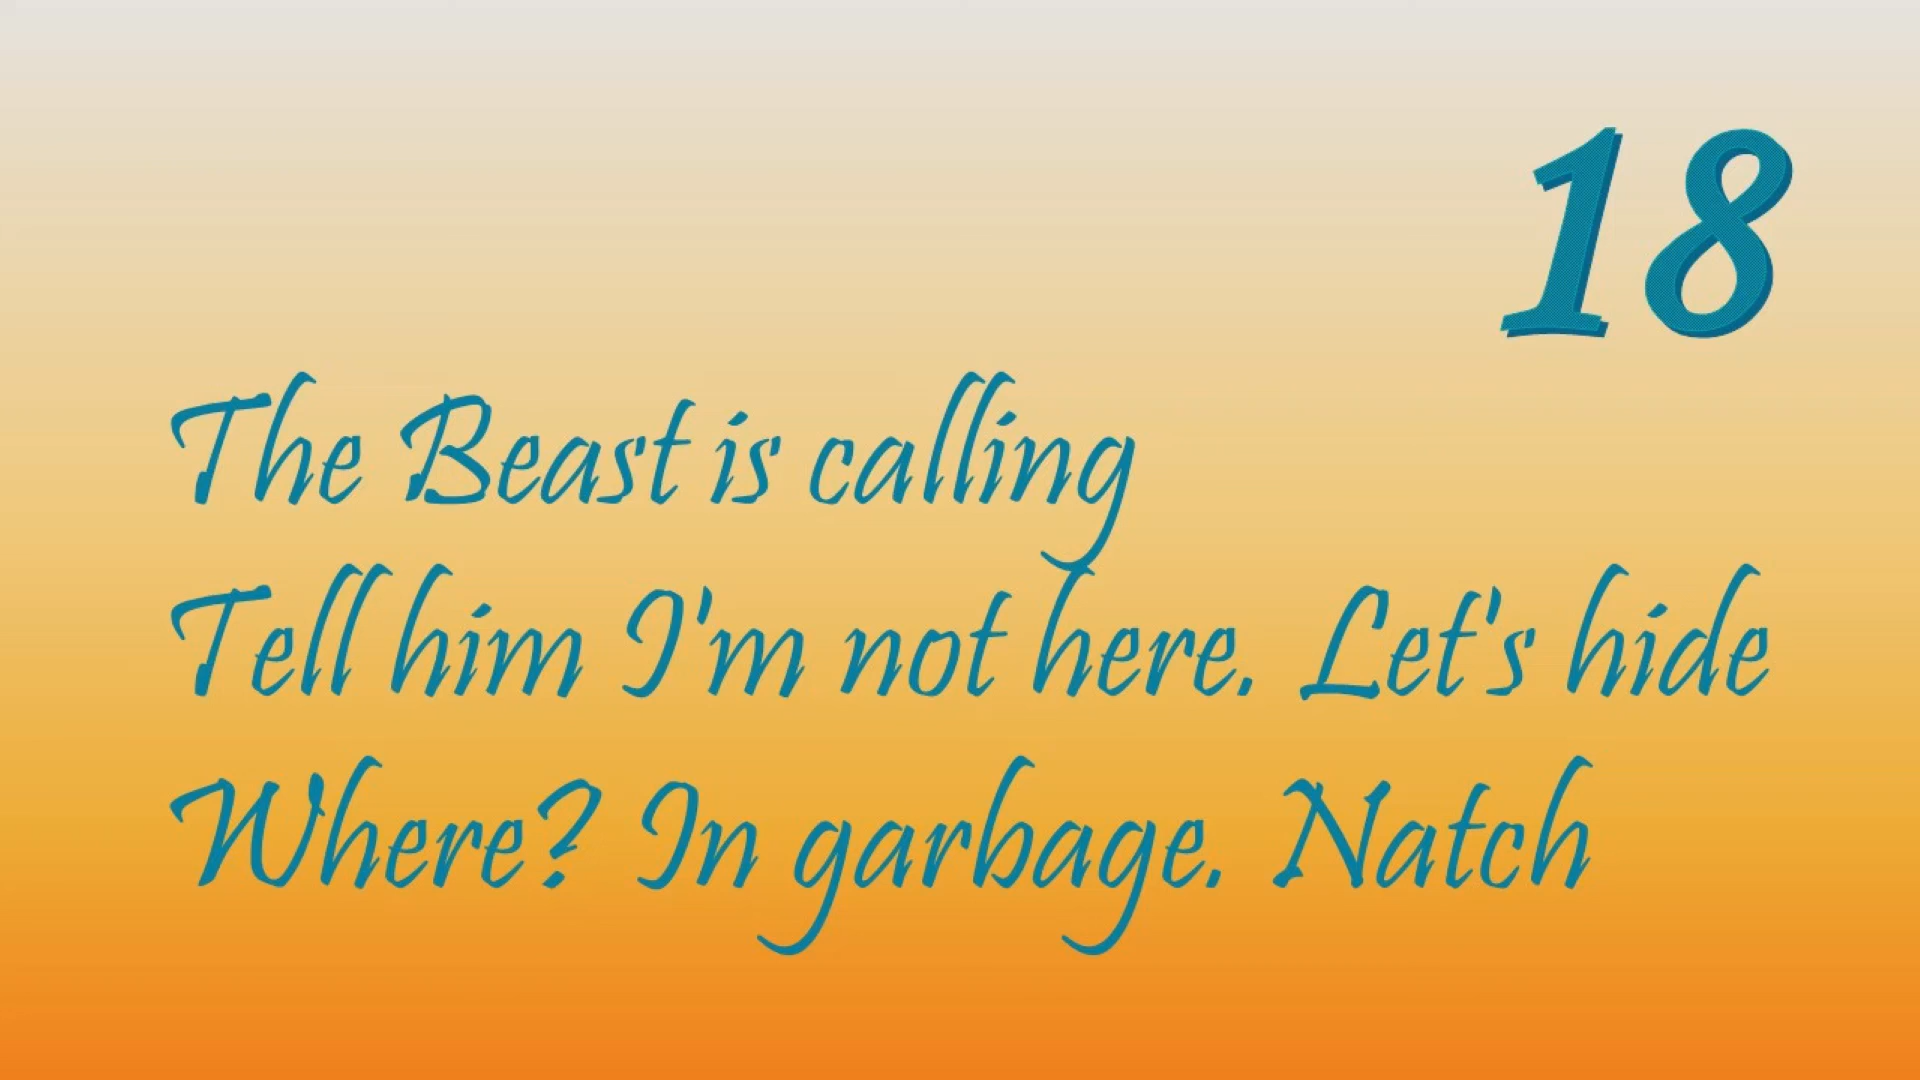 18
The Beast is calling
Tell him I'm not here. Let's hide
Where? In garbage. Natch